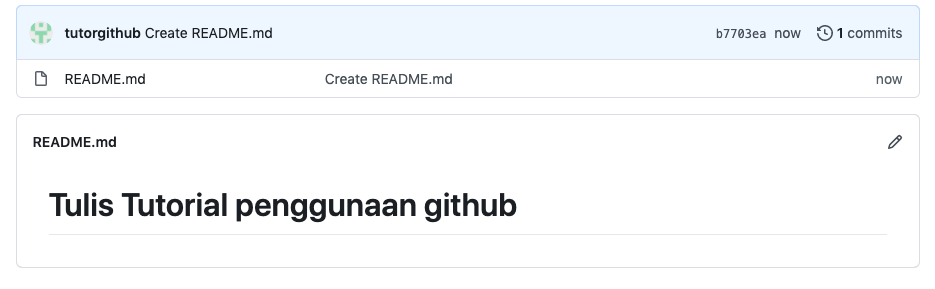 tutorgithub Create README.md b7703ea now 1 commits
README.md Create README.md now
README.md
Tulis Tutorial penggunaan github